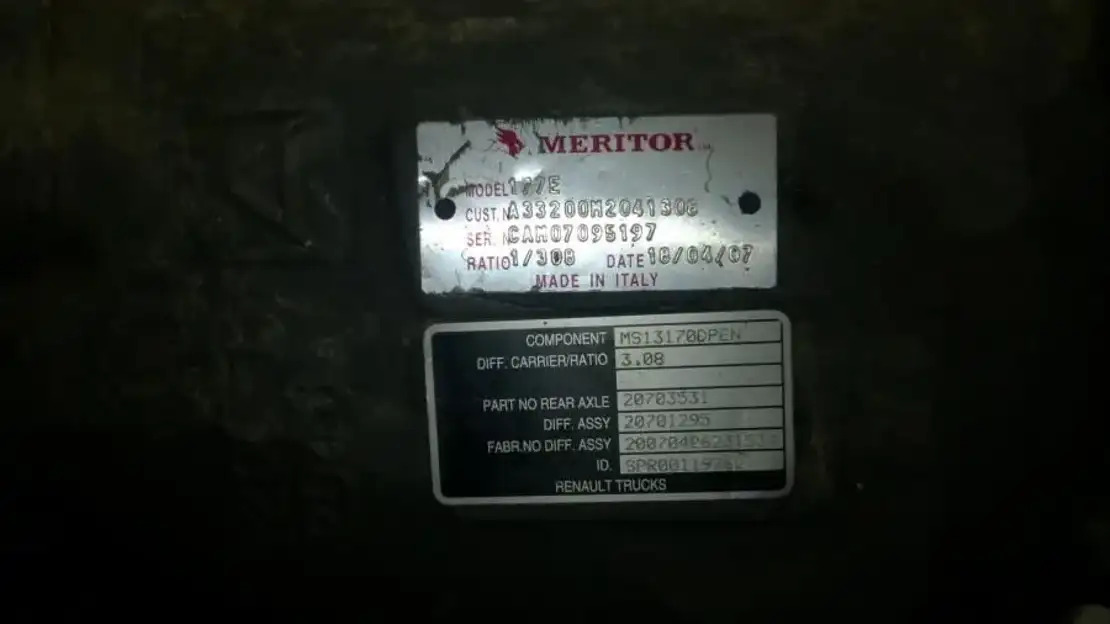 MERITOR
MODEL 177E
CUST. N A33200M2041308
SER. N CAM07095197
RATIO 1/308 DATE 18/04/07
MADE IN ITALY
COMPONENT MS13170DPEN
DIFF. CARRIER/RATIO 3.08
PART NO REAR AXLE 20703531
DIFF. ASSY 20701295
FABR.NO DIFF. ASSY
ID.
RENAULT TRUCKS